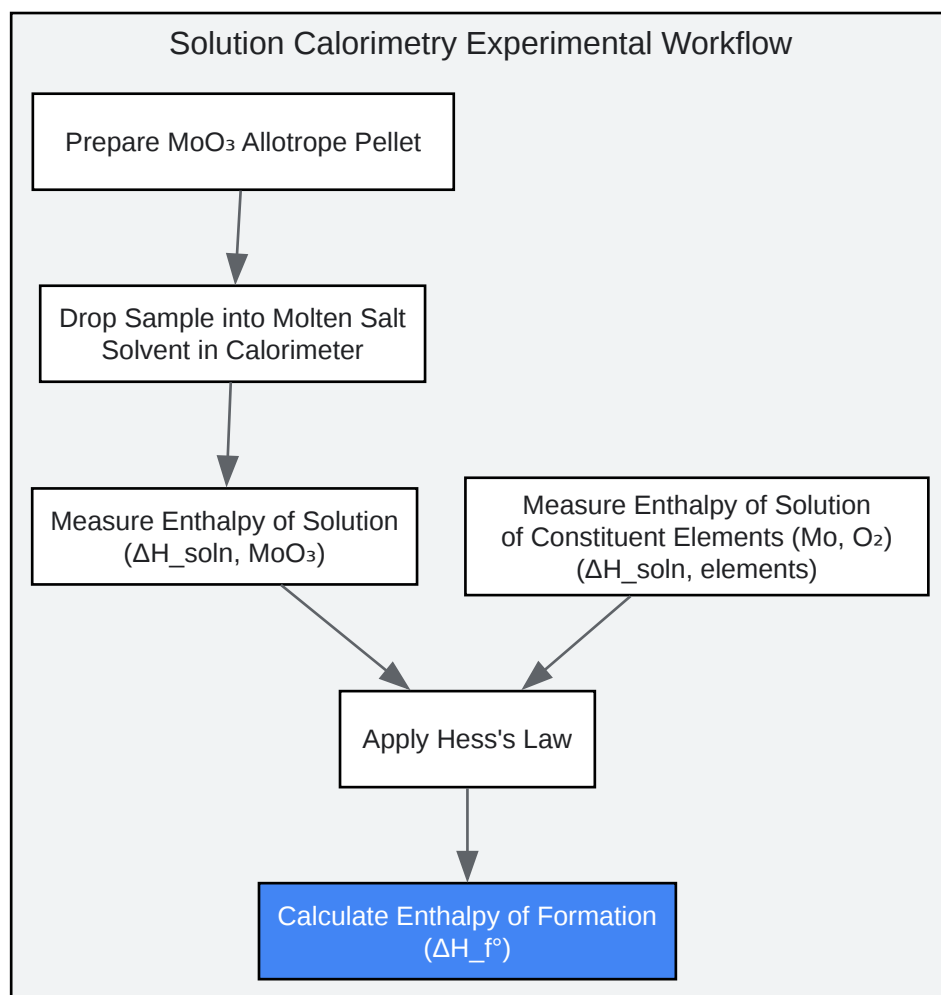 Solution Calorimetry Experimental Workflow
Prepare MoO₃ Allotrope Pellet
Drop Sample into Molten Salt
Solvent in Calorimeter
Measure Enthalpy of Solution
(ΔH_soln, MoO₃)
Measure Enthalpy of Solution
of Constituent Elements (Mo, O₂)
(ΔH_soln, elements)
Apply Hess's Law
Calculate Enthalpy of Formation
(ΔH_f°)